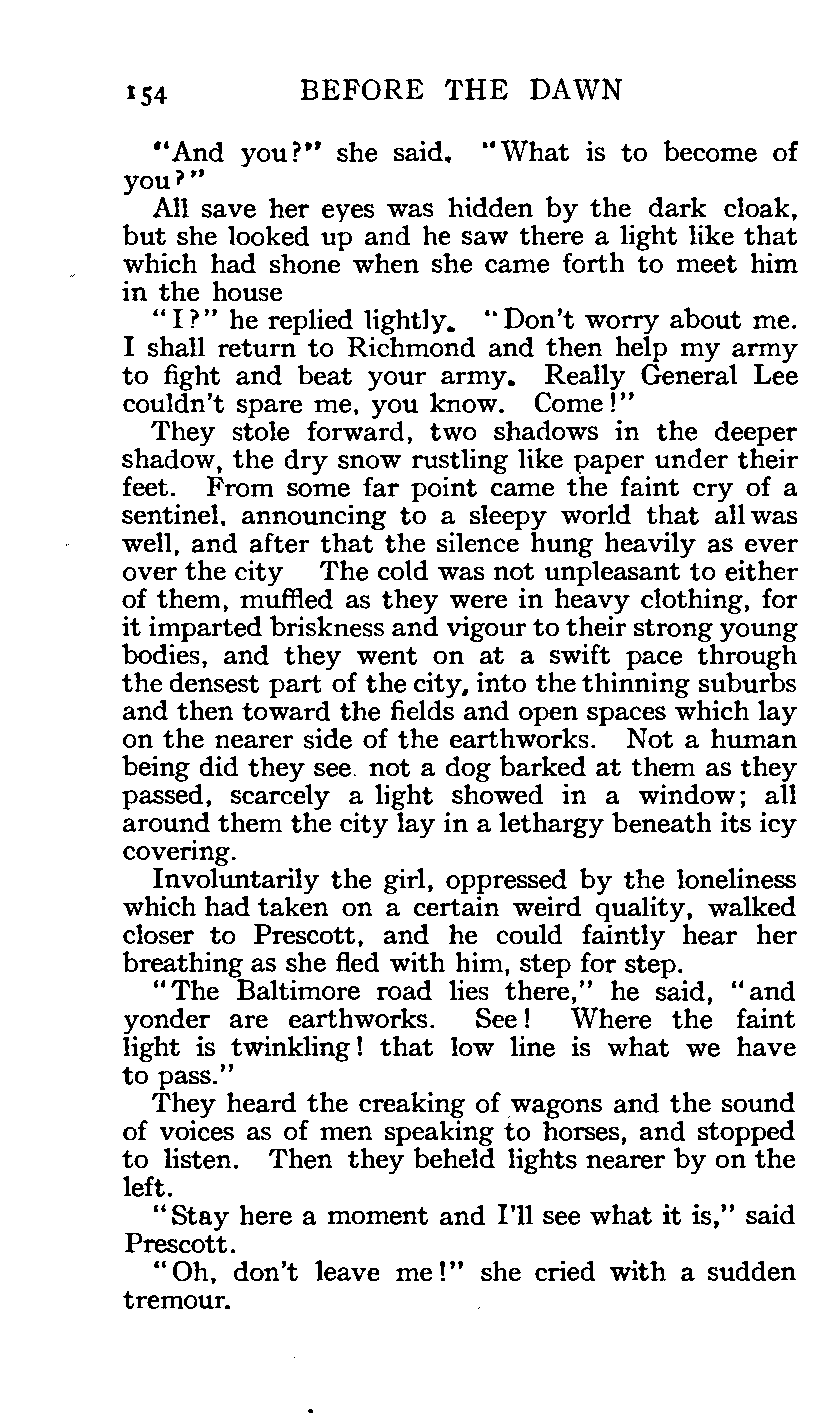 154 BEFORE THE DAWN
"And you?" she said. "What is to become of
you?"
All save her eyes was hidden by the dark cloak,
but she looked up and he saw there a light like that
which had shone when she came forth to meet him
in the house
"I?" he replied lightly. "Don't worry about me.
I shall return to Richmond and then help my army
to fight and beat your army. Really General Lee
couldn't spare me, you know. Come!"
They stole forward, two shadows in the deeper
shadow, the dry snow rustling like paper under their
feet. From some far point came the faint cry of a
sentinel, announcing to a sleepy world that all was
well, and after that the silence hung heavily as ever
over the city The cold was not unpleasant to either
of them, muffled as they were in heavy clothing, for
it imparted briskness and vigour to their strong young
bodies, and they went on at a swift pace through
the densest part of the city, into the thinning suburbs
and then toward the fields and open spaces which lay
on the nearer side of the earthworks. Not a human
being did they see. not a dog barked at them as they
passed, scarcely a light showed in a window; all
around them the city lay in a lethargy beneath its icy
covering.
Involuntarily the girl, oppressed by the loneliness
which had taken on a certain weird quality, walked
closer to Prescott, and he could faintly hear her
breathing as she fled with him, step for step.
"The Baltimore road lies there," he said, "and
yonder are earthworks. See! Where the faint
light is twinkling! that low line is what we have
to pass."
They heard the creaking of wagons and the sound
of voices as of men speaking to horses, and stopped
to listen. Then they beheld lights nearer by on the
left.
"Stay here a moment and I'll see what it is," said
Prescott.
"Oh, don't leave me!" she cried with a sudden
tremour.